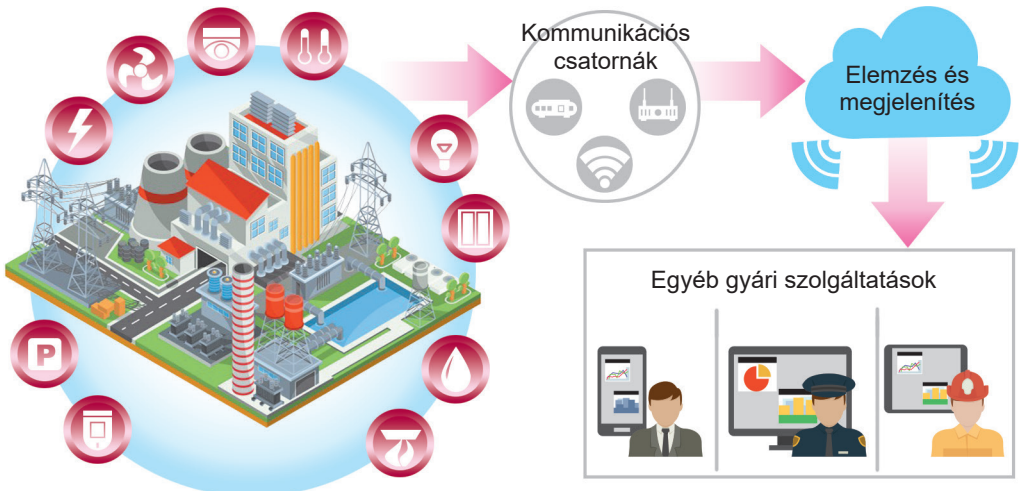 Kommunikációs
csatornák
Elemzés és
megjelenítés
Egyéb gyári szolgáltatások
P